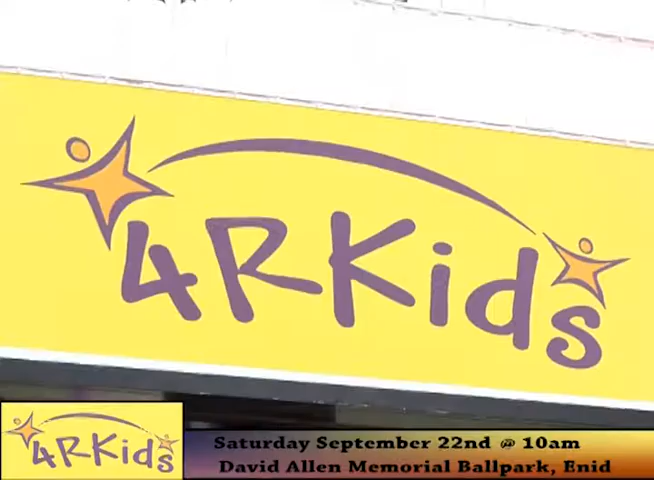 4RKids
4RKids
Saturday September 22nd @ 10am
David Allen Memorial Ballpark, Enid